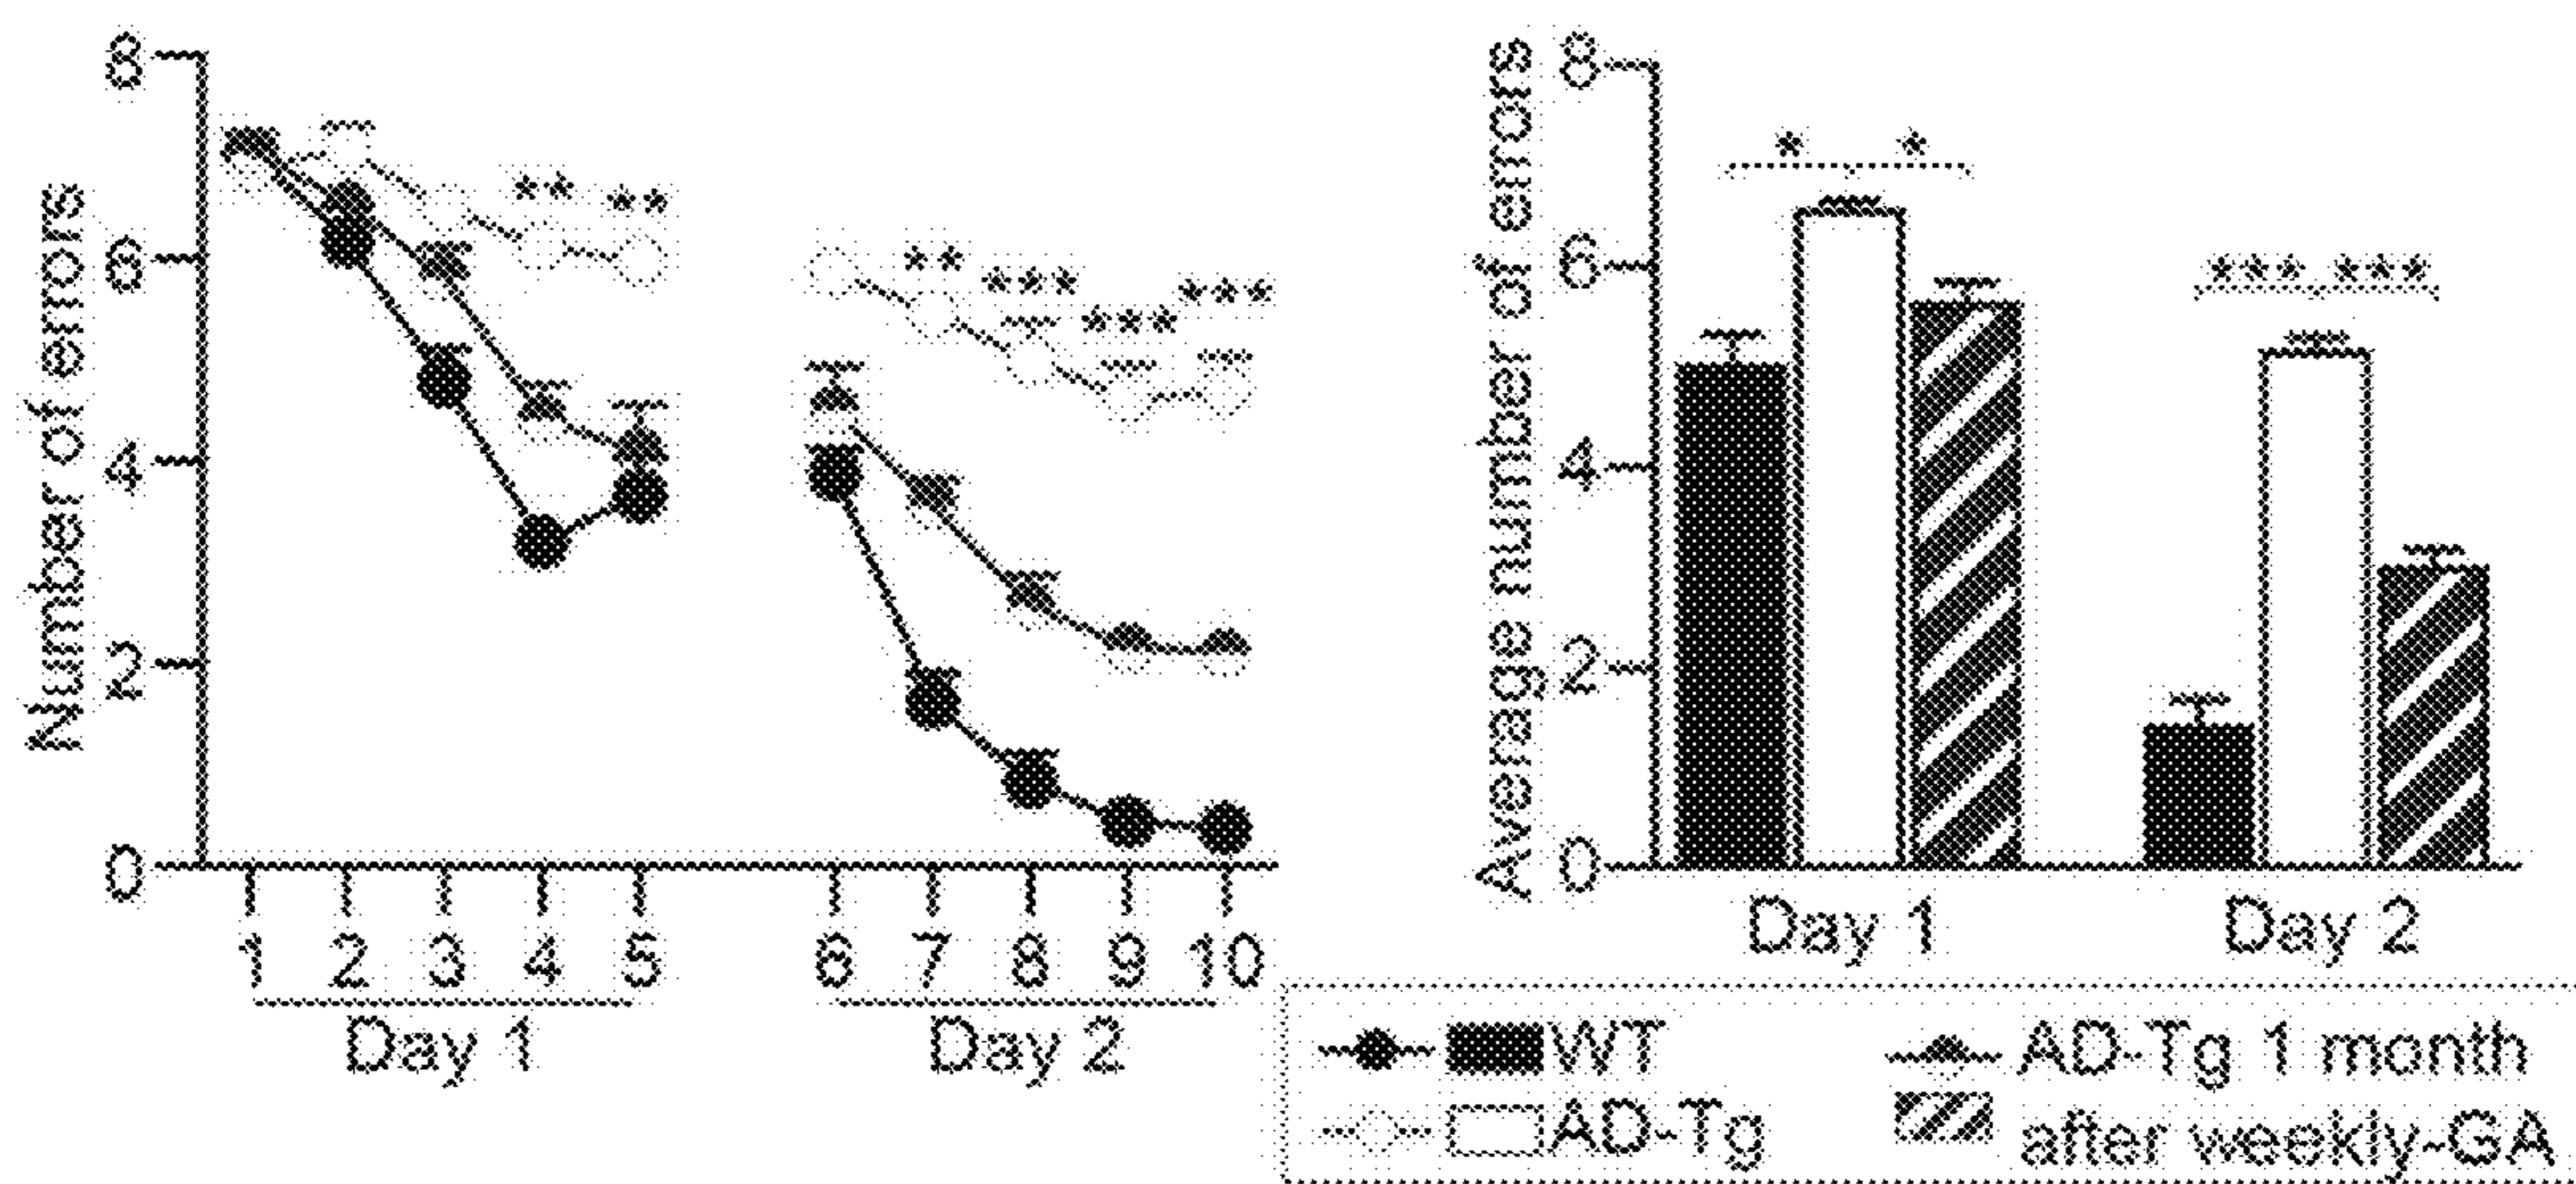 Number of errors
8
6
4
2
0
** **
** *** *** ***
1 2 3 4 5 6 7 8 9 10
Day 1 Day 2
Average number of errors
8
6
4
2
0
* *
*** ***
Day 1 Day 2
WT
AD-Tg
AD-Tg 1 month
after weekly-GA